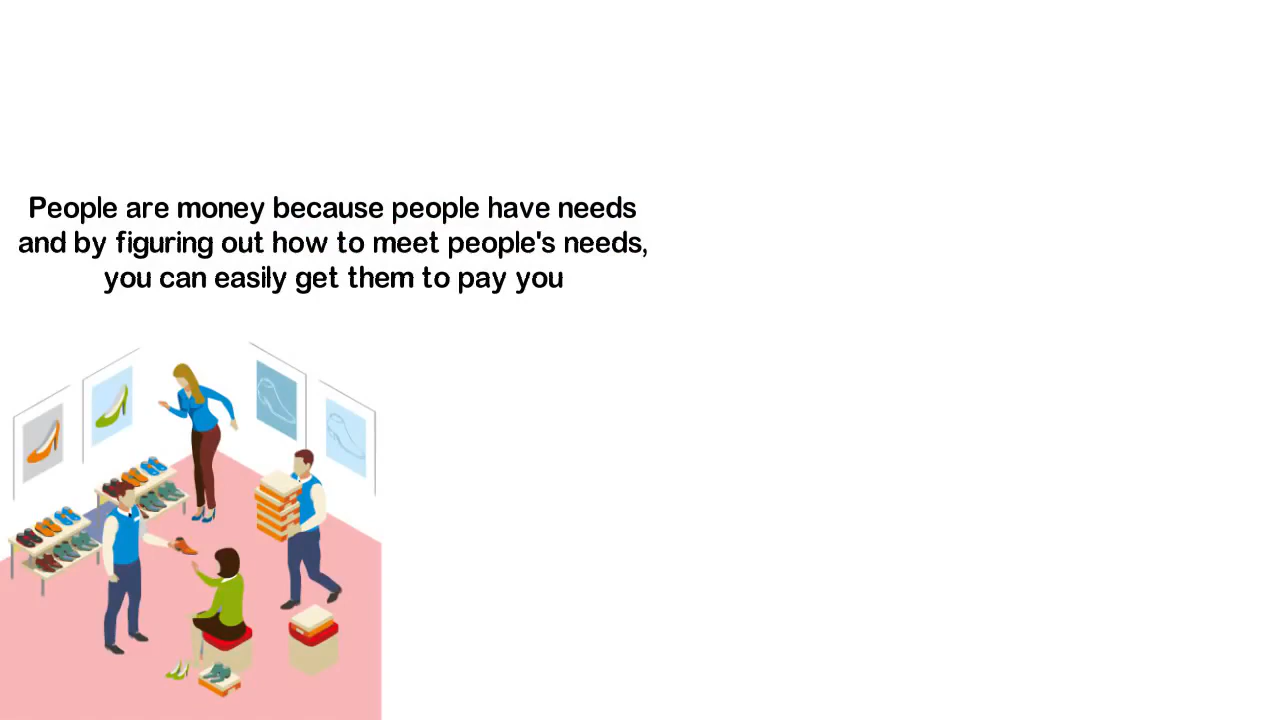 People are money because people have needs
and by figuring out how to meet people's needs,
you can easily get them to pay you